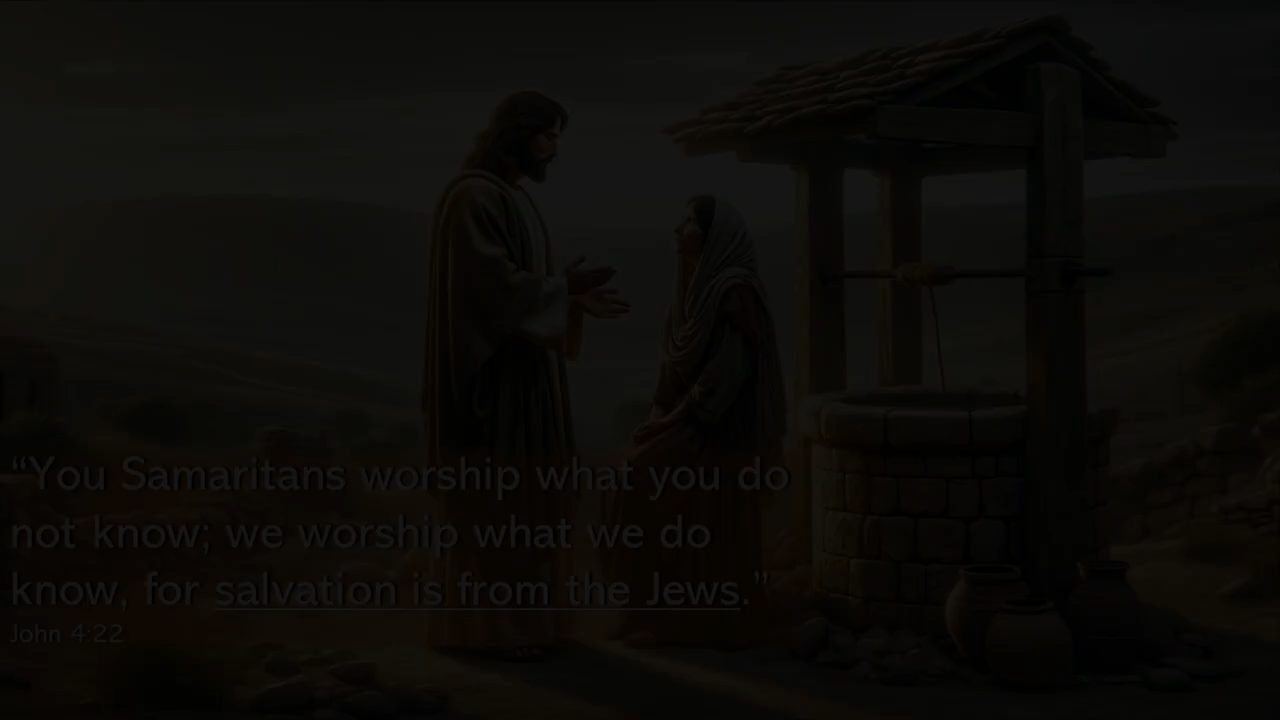 “You Samaritans worship what you do
not know; we worship what we do
know, for salvation is from the Jews.”
John 4:22